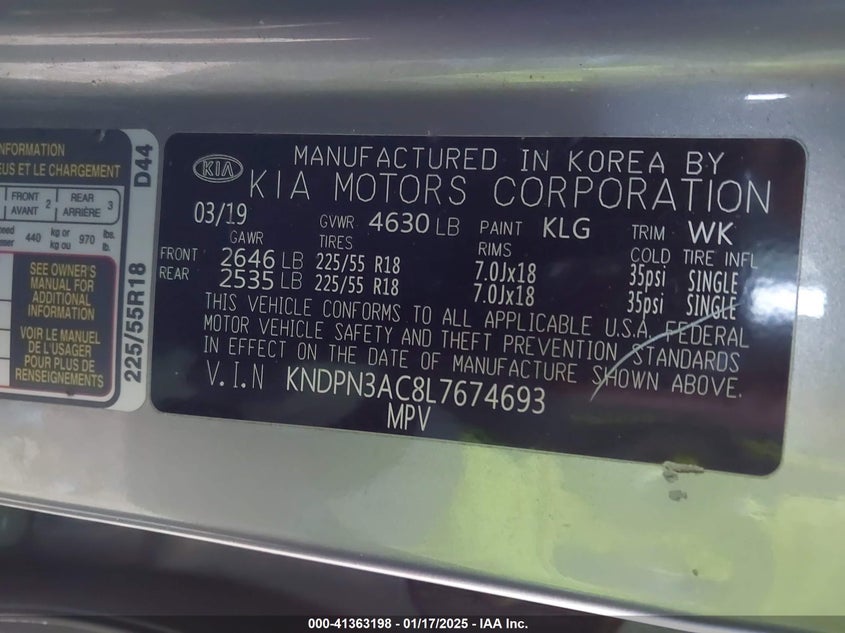 INFORMATION
EUS ET LE CHARGEMENT
FRONT
AVANT 2
REAR
ARRIÈRE 3
440 kg or
kg ou 970 lbs.
lb.
SEE OWNER'S
MANUAL FOR
ADDITIONAL
INFORMATION
VOIR LE MANUEL
DE L'USAGER
POUR PLUS DE
RENSEIGNEMENTS
225/55R18 D44
KIA
MANUFACTURED IN KOREA BY
KIA MOTORS CORPORATION
03/19 GVWR 4630 LB PAINT KLG TRIM WK
GAWR TIRES RIMS COLD TIRE INFL
FRONT 2646 LB 225/55 R18 7.0Jx18 35psi SINGLE
REAR 2535 LB 225/55 R18 7.0Jx18 35psi SINGLE
THIS VEHICLE CONFORMS TO ALL APPLICABLE U.S.A. FEDERAL
MOTOR VEHICLE SAFETY AND THEFT PREVENTION STANDARDS
IN EFFECT ON THE DATE OF MANUFACTURE SHOWN ABOVE.
V.I.N KNDPN3AC8L7674693
MPV
000-41363198 - 01/17/2025 - IAA Inc.